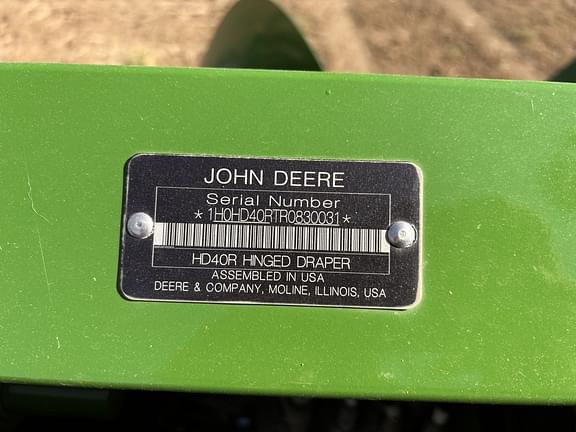 JOHN DEERE
Serial Number
*1H0HD40RTR0830031*
HD40R HINGED DRAPER
ASSEMBLED IN USA
DEERE & COMPANY, MOLINE, ILLINOIS, USA